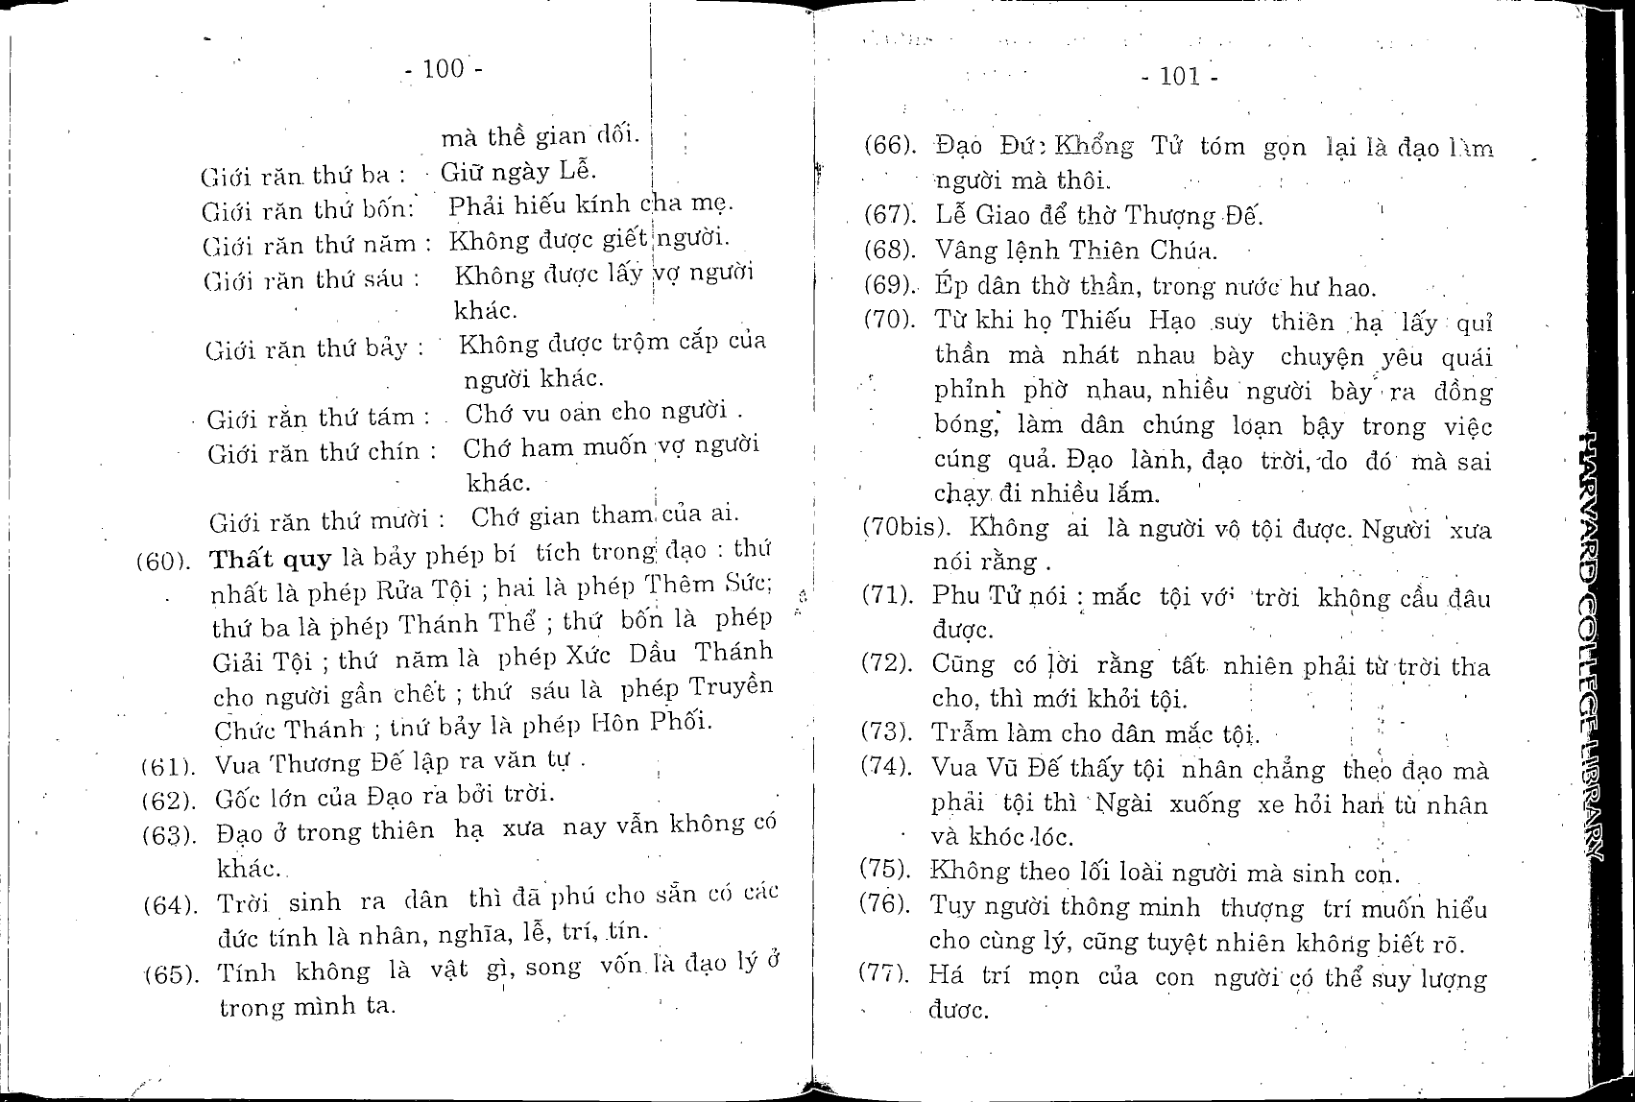 - 100 -
mà thề gian dối.
Giới răn thứ ba : Giữ ngày Lễ.
Giới răn thứ bốn: Phải hiếu kính cha mẹ.
Giới răn thứ năm : Không được giết người.
Giới răn thứ sáu : Không được lấy vợ người
khác.
Giới răn thứ bảy : Không được trộm cắp của
người khác.
Giới răn thứ tám : Chớ vu oan cho người .
Giới răn thứ chín : Chớ ham muốn vợ người
khác.
Giới răn thứ mười : Chớ gian tham của ai.
(60). Thất quy là bảy phép bí tích trong đạo : thứ
nhất là phép Rửa Tội ; hai là phép Thêm Sức;
thứ ba là phép Thánh Thể ; thứ bốn là phép
Giải Tội ; thứ năm là phép Xức Dầu Thánh
cho người gần chết ; thứ sáu là phép Truyền
Chức Thánh ; thứ bảy là phép Hôn Phối.
(61). Vua Thương Đế lập ra văn tự .
(62). Gốc lớn của Đạo ra bởi trời.
(63). Đạo ở trong thiên hạ xưa nay vẫn không có
khác.
(64). Trời sinh ra dân thì đã phú cho sẵn có các
đức tính là nhân, nghĩa, lễ, trí, tín.
(65). Tính không là vật gì, song vốn là đạo lý ở
trong mình ta.
- 101 -
(66). Đạo Đứ: Khổng Tử tóm gọn lại là đạo làm
người mà thôi.
(67). Lễ Giao để thờ Thượng Đế.
(68). Vâng lệnh Thiên Chúa.
(69). Ép dân thờ thần, trong nước hư hao.
(70). Từ khi họ Thiếu Hạo suy thiên hạ lấy quỉ
thần mà nhát nhau bày chuyện yêu quái
phỉnh phờ nhau, nhiều người bày ra đồng
bóng, làm dân chúng loạn bậy trong việc
cúng quả. Đạo lành, đạo trời, do đó mà sai
chạy đi nhiều lắm.
(70bis). Không ai là người vô tội được. Người xưa
nói rằng .
(71). Phu Tử nói : mắc tội với trời không cầu đâu
được.
(72). Cũng có lời rằng tất nhiên phải từ trời tha
cho, thì mới khỏi tội.
(73). Trẫm làm cho dân mắc tội.
(74). Vua Vũ Đế thấy tội nhân chẳng theo đạo mà
phải tội thì Ngài xuống xe hỏi han tù nhân
và khóc lóc.
(75). Không theo lối loài người mà sinh con.
(76). Tuy người thông minh thượng trí muốn hiểu
cho cùng lý, cũng tuyệt nhiên không biết rõ.
(77). Há trí mọn của con người có thể suy lượng
được.
HARVARD COLLEGE LIBRARY